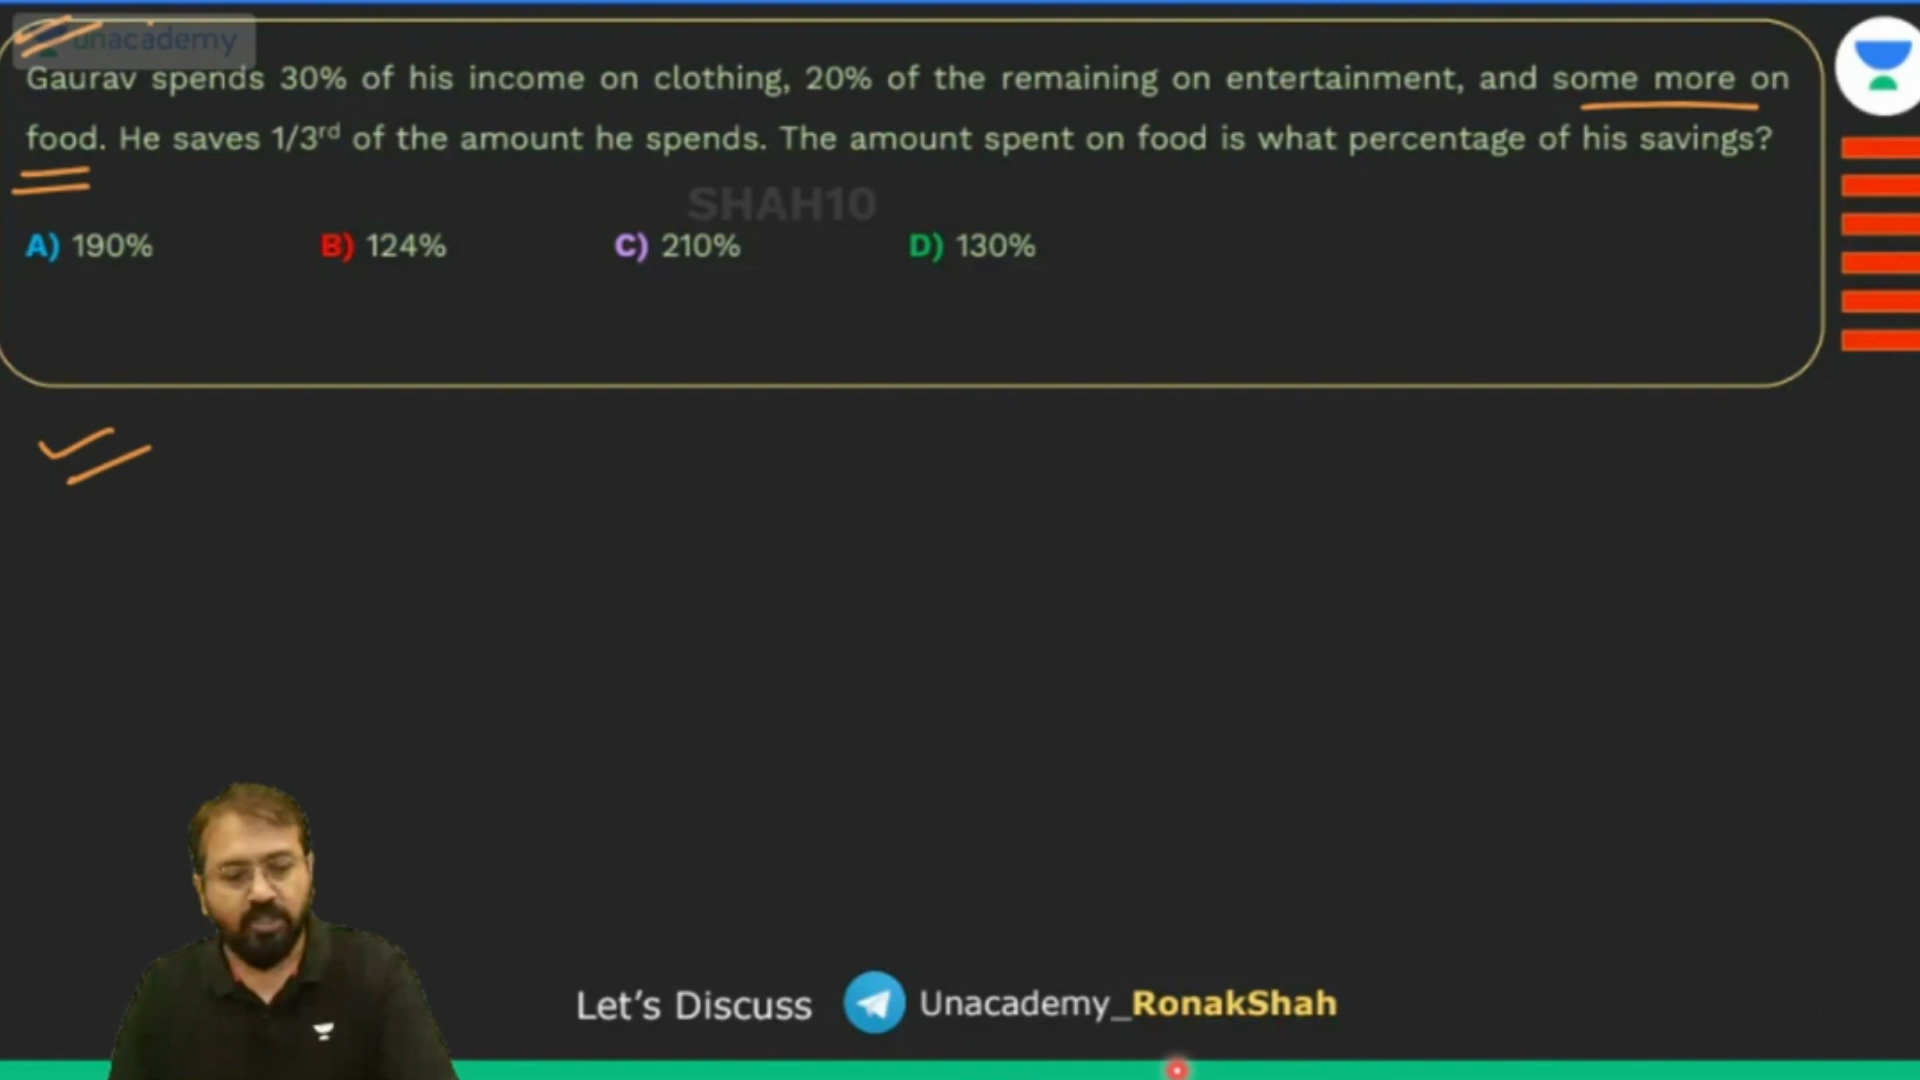 unacademy
Gaurav spends 30% of his income on clothing, 20% of the remaining on entertainment, and some more on
food. He saves 1/3rd of the amount he spends. The amount spent on food is what percentage of his savings?
SHAH10
A) 190% B) 124% C) 210% D) 130%
Let's Discuss Unacademy_RonakShah